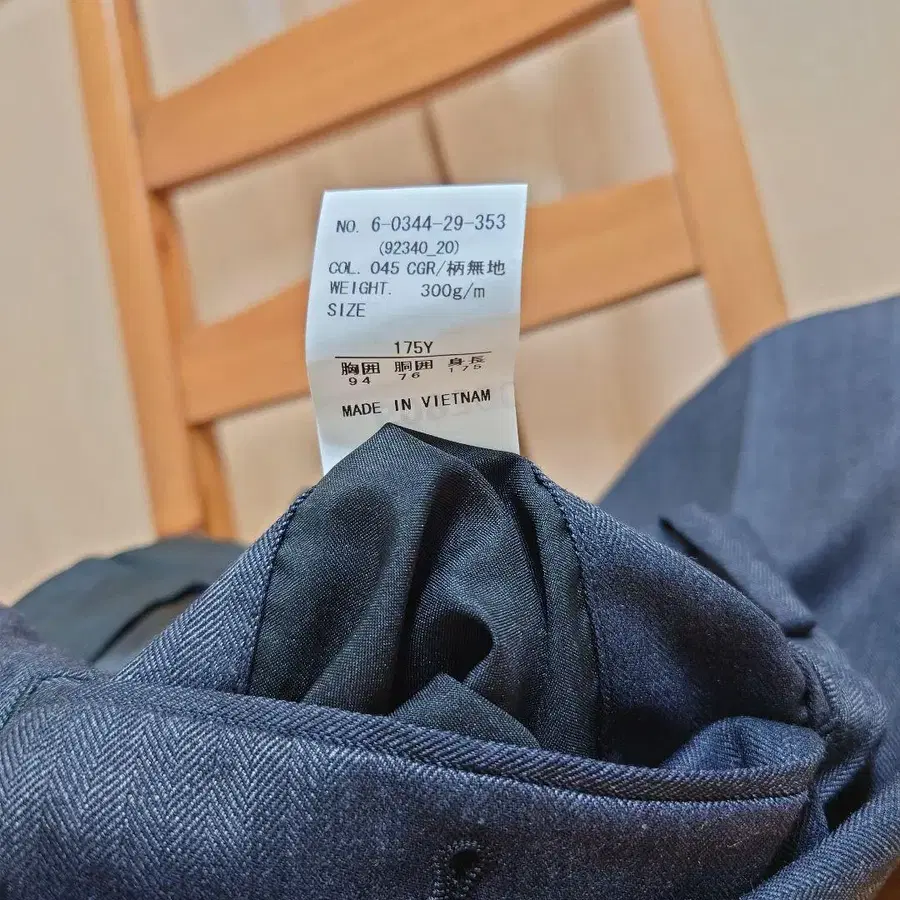 NO. 6-0344-29-353
(92340_20)
COL. 045 CGR/柄無地
WEIGHT. 300g/m
SIZE
175Y
胸囲 胴囲 身長
94 76 175
MADE IN VIETNAM